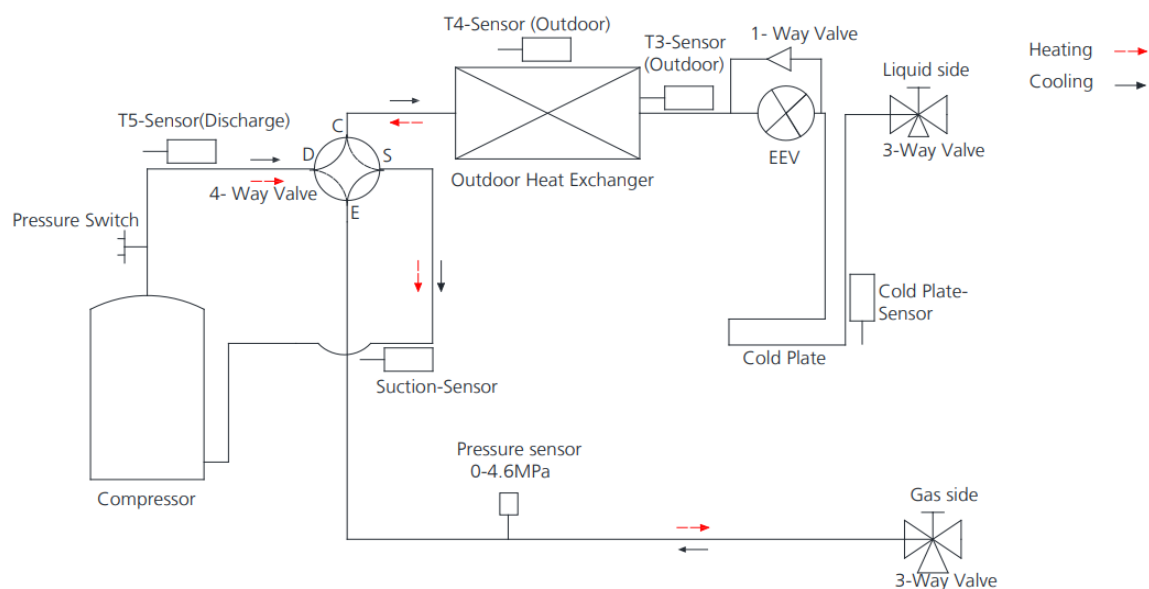 T4-Sensor (Outdoor)
T3-Sensor
(Outdoor)
1- Way Valve
Heating
Cooling
Liquid side
3-Way Valve
T5-Sensor(Discharge)
C
D
S
E
4- Way Valve
Outdoor Heat Exchanger
EEV
Pressure Switch
Cold Plate-
Sensor
Cold Plate
Suction-Sensor
Compressor
Pressure sensor
0-4.6MPa
Gas side
3-Way Valve